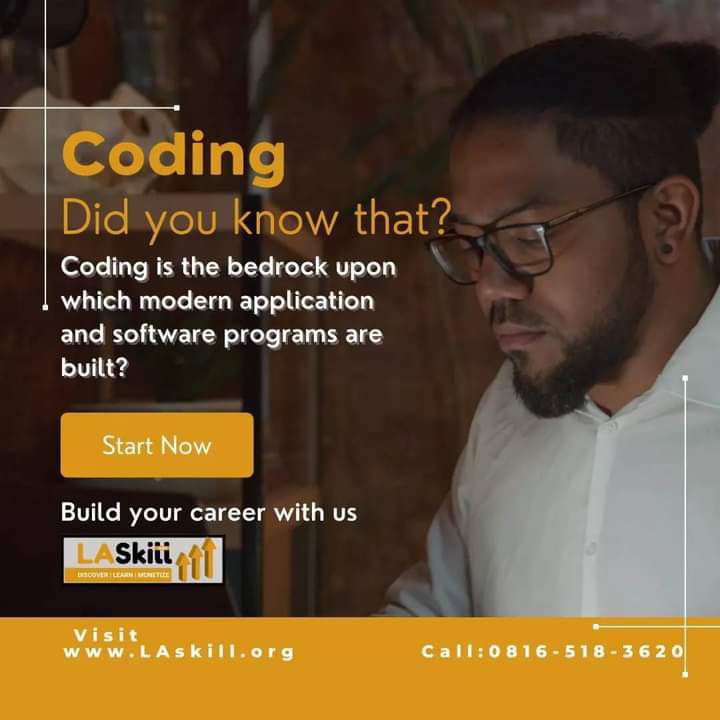 Coding
Did you know that?
Coding is the bedrock upon
which modern application
and software programs are
built?
Start Now
Build your career with us
LASkill
DISCOVER | LEARN | MONETIZE
Visit
www.LAskill.org
Call:0816-518-3620